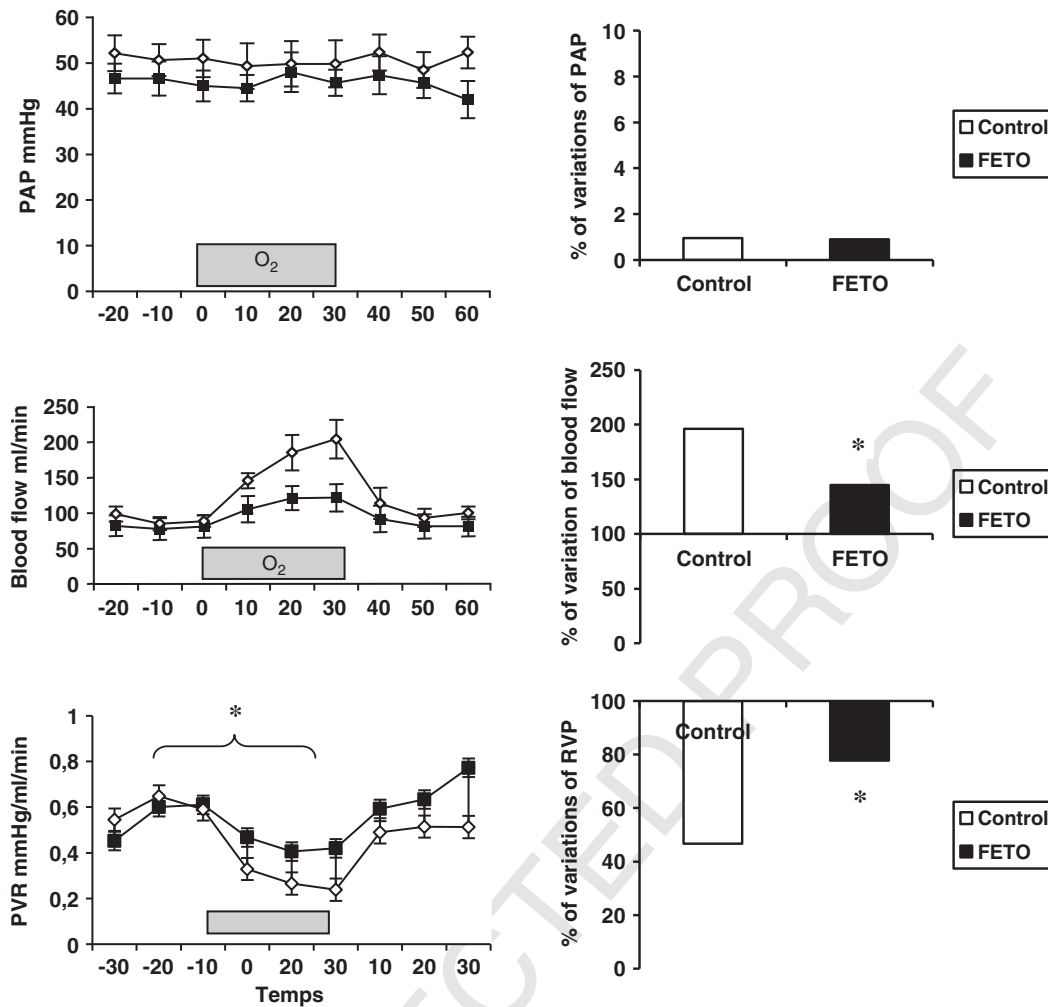 60
50
40
30
20
10
0
PAP mmHg
O2
-20 -10 0 10 20 30 40 50 60
10
8
6
4
2
0
% of variations of PAP
Control FETO
Control
FETO
250
200
150
100
50
0
Blood flow ml/min
O2
-20 -10 0 10 20 30 40 50 60
250
200
150
100
50
0
% of variation of blood flow
*
Control FETO
Control
FETO
1
0,8
0,6
0,4
0,2
0
PVR mmHg/ml/min
*
-30 -20 -10 0 20 30 10 20 30
Temps
100
80
60
40
20
0
% of variations of RVP
Control
*
Control
FETO
CTED PROOF